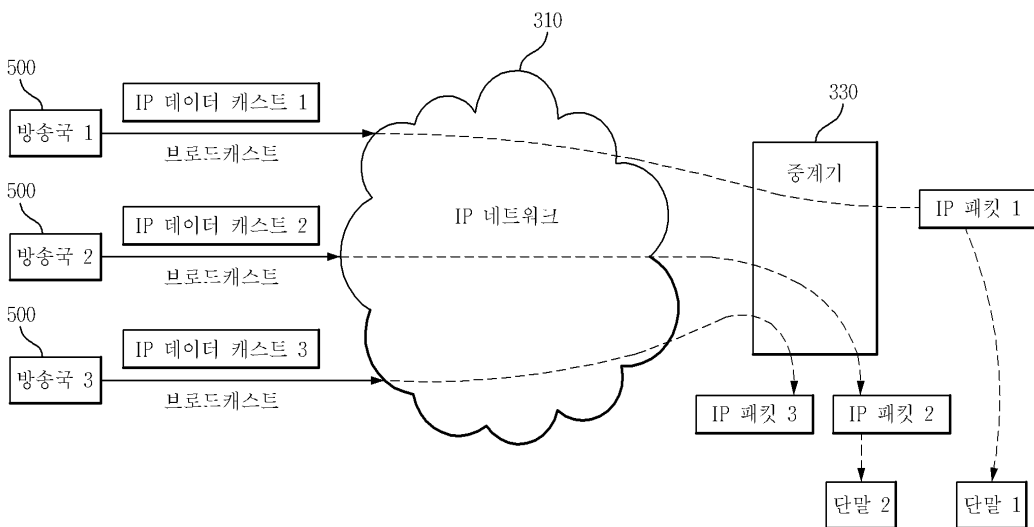 310
500
IP 데이터 캐스트 1
330
방송국 1
브로드캐스트
중계기
500
IP 데이터 캐스트 2
IP 네트워크
IP 패킷 1
방송국 2
브로드캐스트
500
IP 데이터 캐스트 3
방송국 3
브로드캐스트
IP 패킷 3
IP 패킷 2
단말 2
단말 1